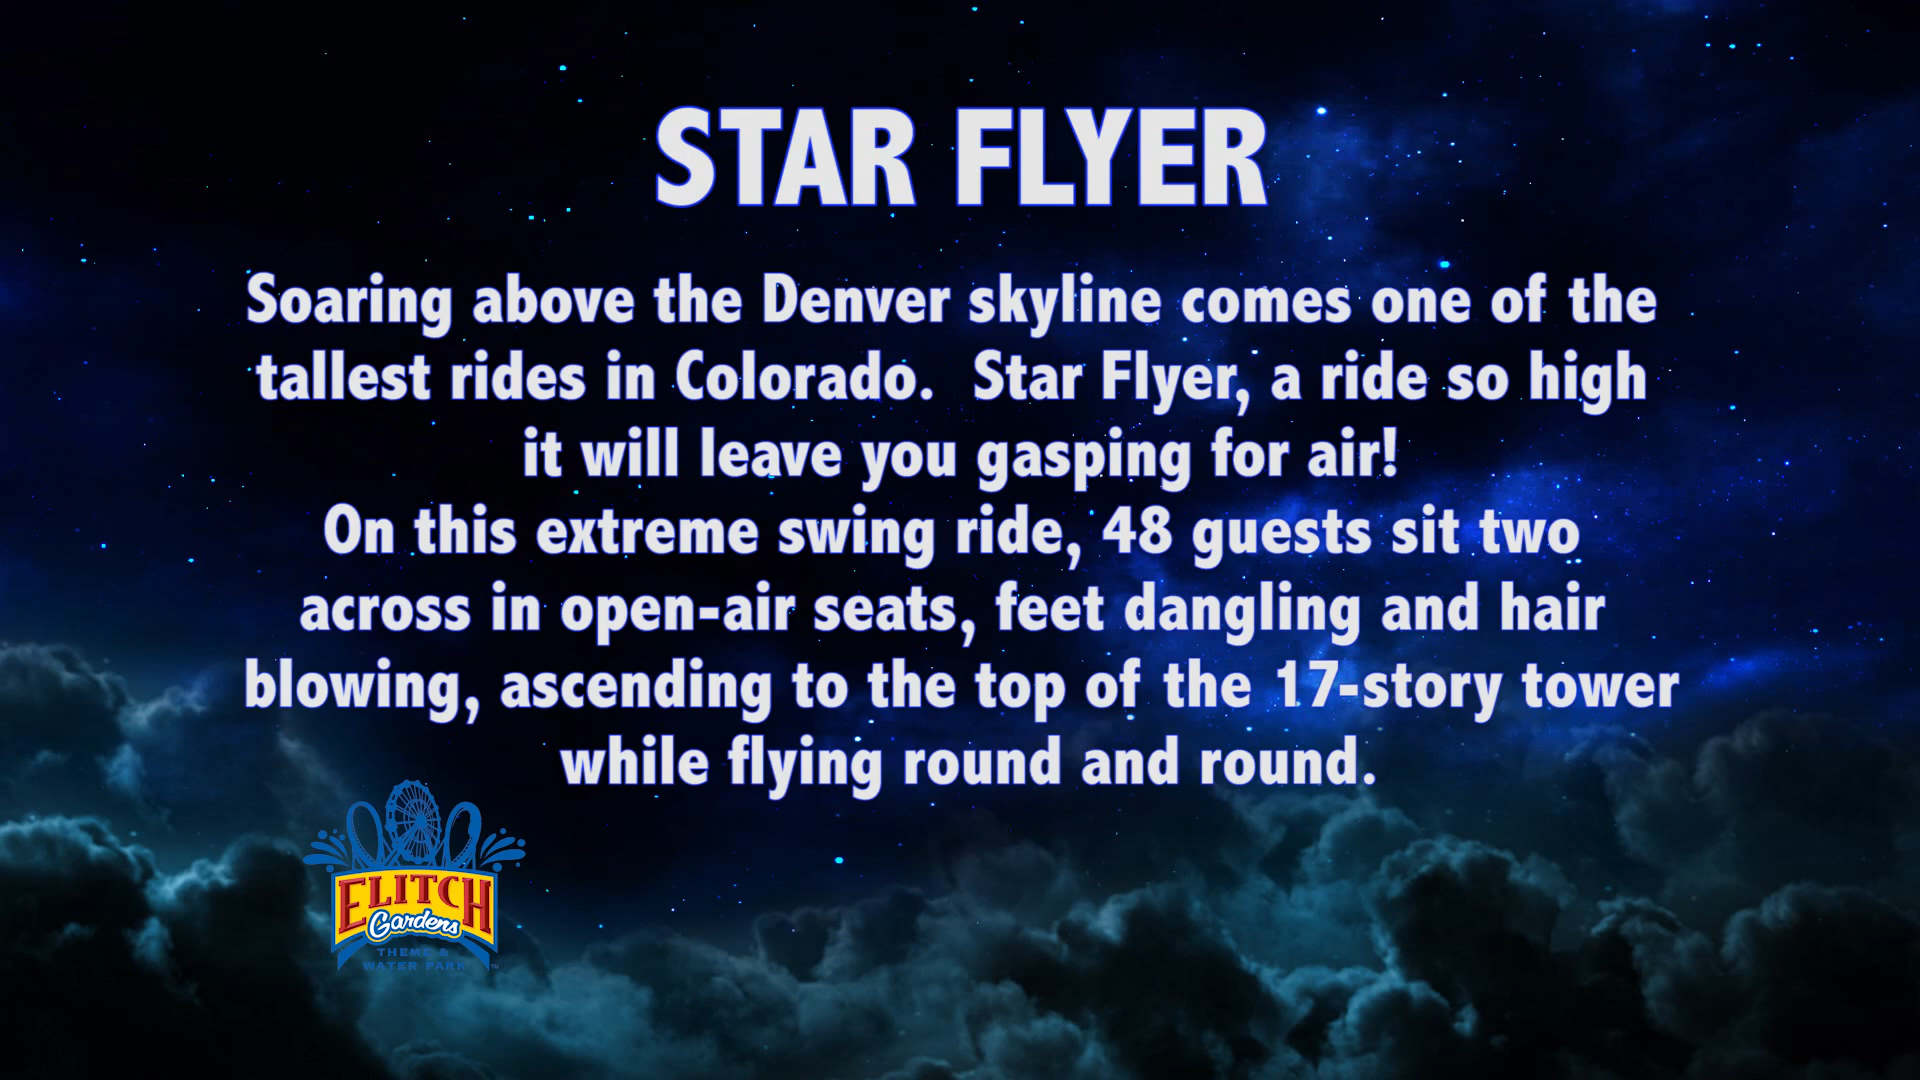 STAR FLYER
Soaring above the Denver skyline comes one of the
tallest rides in Colorado.  Star Flyer, a ride so high
it will leave you gasping for air!
On this extreme swing ride, 48 guests sit two
across in open-air seats, feet dangling and hair
blowing, ascending to the top of the 17-story tower
while flying round and round.
ELITCH
Gardens
THEME &
WATER PARK™